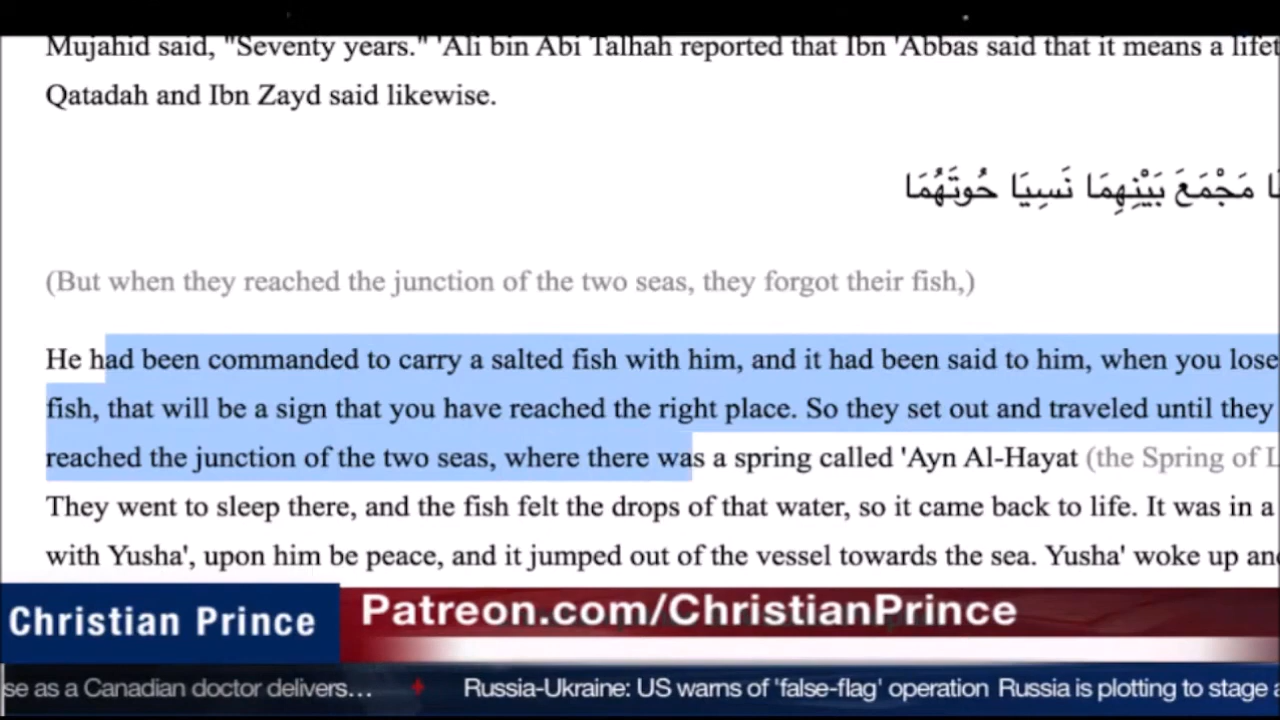 Mujahid said, "Seventy years." 'Ali bin Abi Talhah reported that Ibn 'Abbas said that it means a lifet
Qatadah and Ibn Zayd said likewise.
مَجْمَعَ بَيْنِهِمَا نَسِيَا حُوتَهُمَا
(But when they reached the junction of the two seas, they forgot their fish,)
He had been commanded to carry a salted fish with him, and it had been said to him, when you lose
fish, that will be a sign that you have reached the right place. So they set out and traveled until they
reached the junction of the two seas, where there was a spring called 'Ayn Al-Hayat (the Spring of L
They went to sleep there, and the fish felt the drops of that water, so it came back to life. It was in a
with Yusha', upon him be peace, and it jumped out of the vessel towards the sea. Yusha' woke up an
Christian Prince
Patreon.com/ChristianPrince
se as a Canadian doctor delivers... Russia-Ukraine: US warns of 'false-flag' operation Russia is plotting to stage a